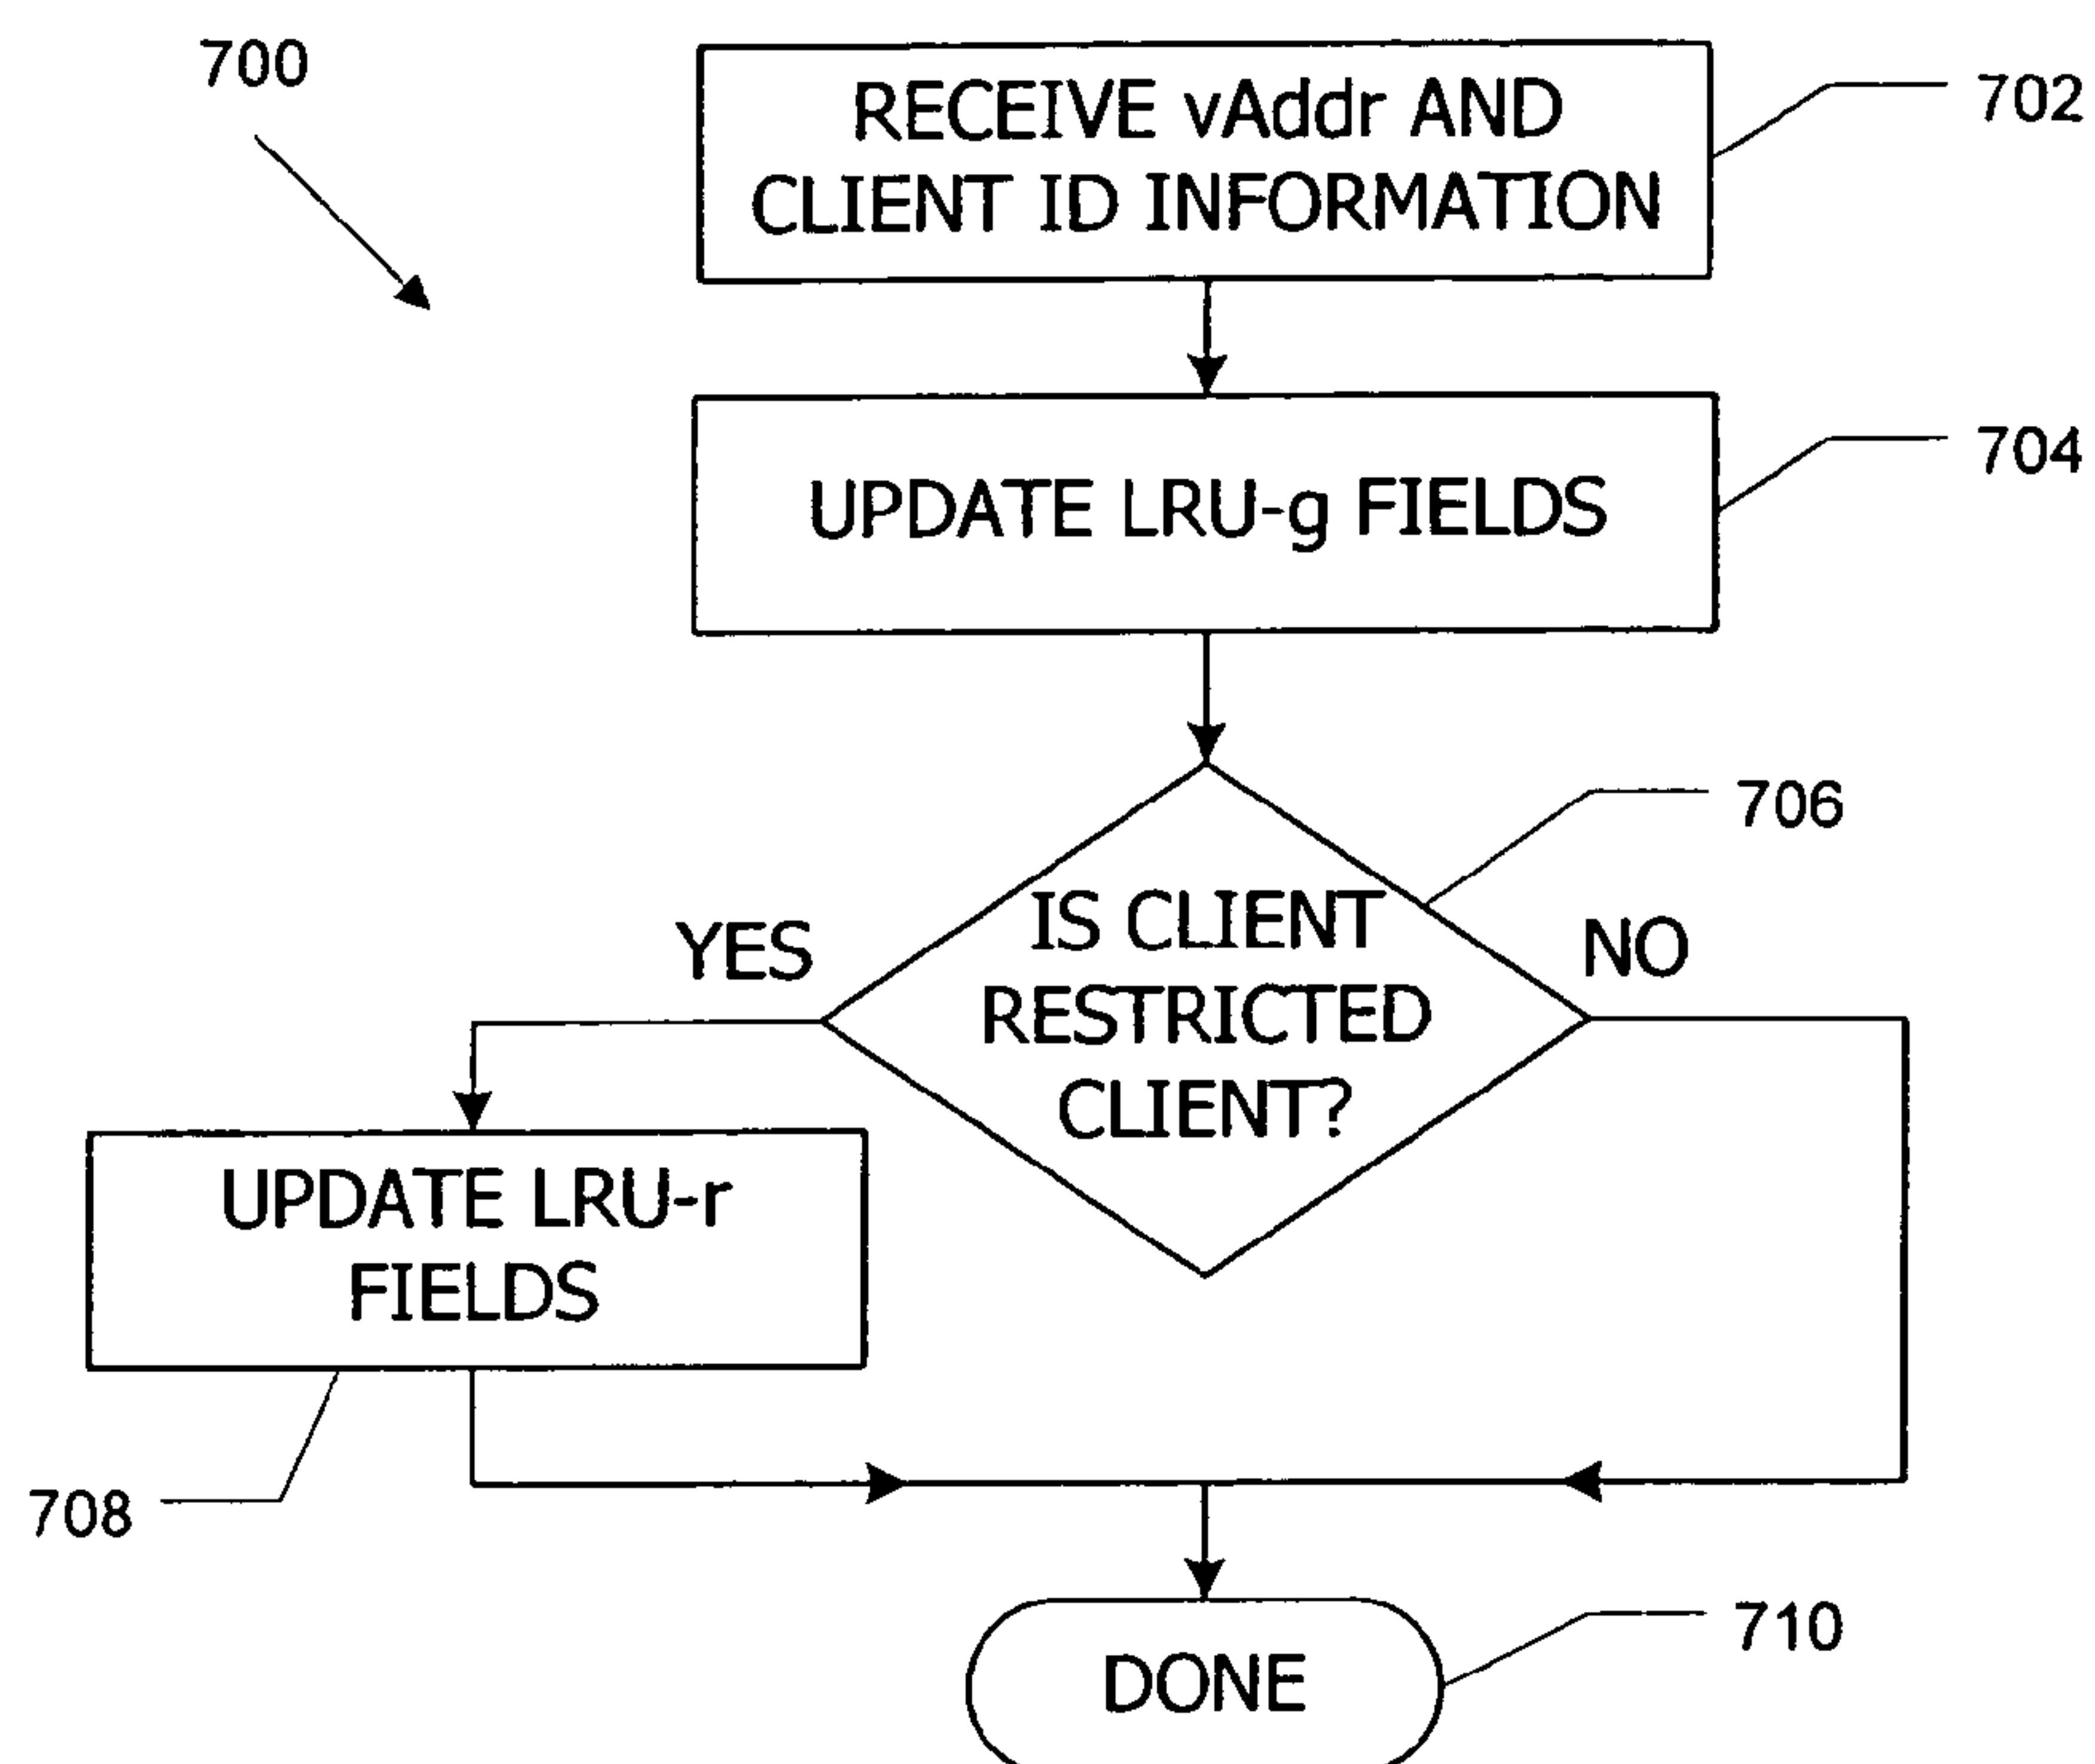 700
RECEIVE vAddr AND
CLIENT ID INFORMATION
702
UPDATE LRU-g FIELDS
704
706
IS CLIENT
RESTRICTED
CLIENT?
YES
NO
UPDATE LRU-r
FIELDS
708
DONE
710